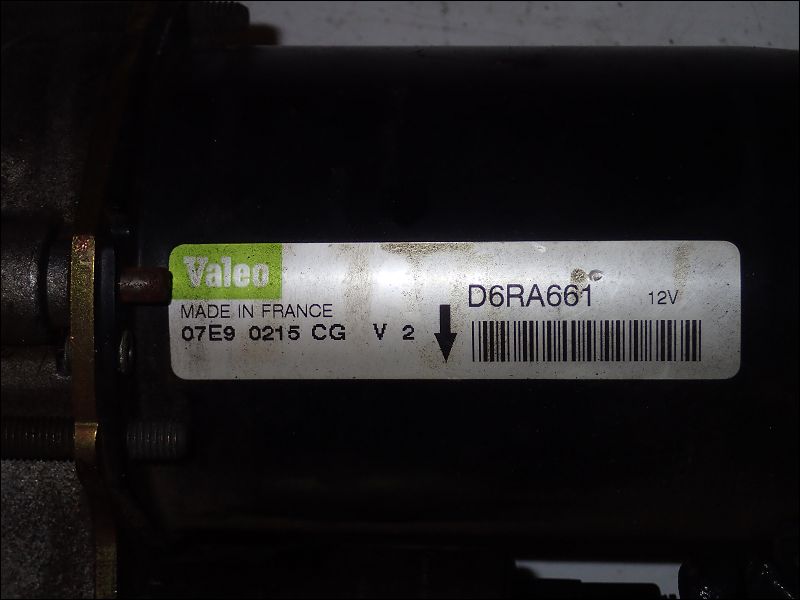 Valeo
MADE IN FRANCE
07E9 0215 CG V 2
D6RA661 12V